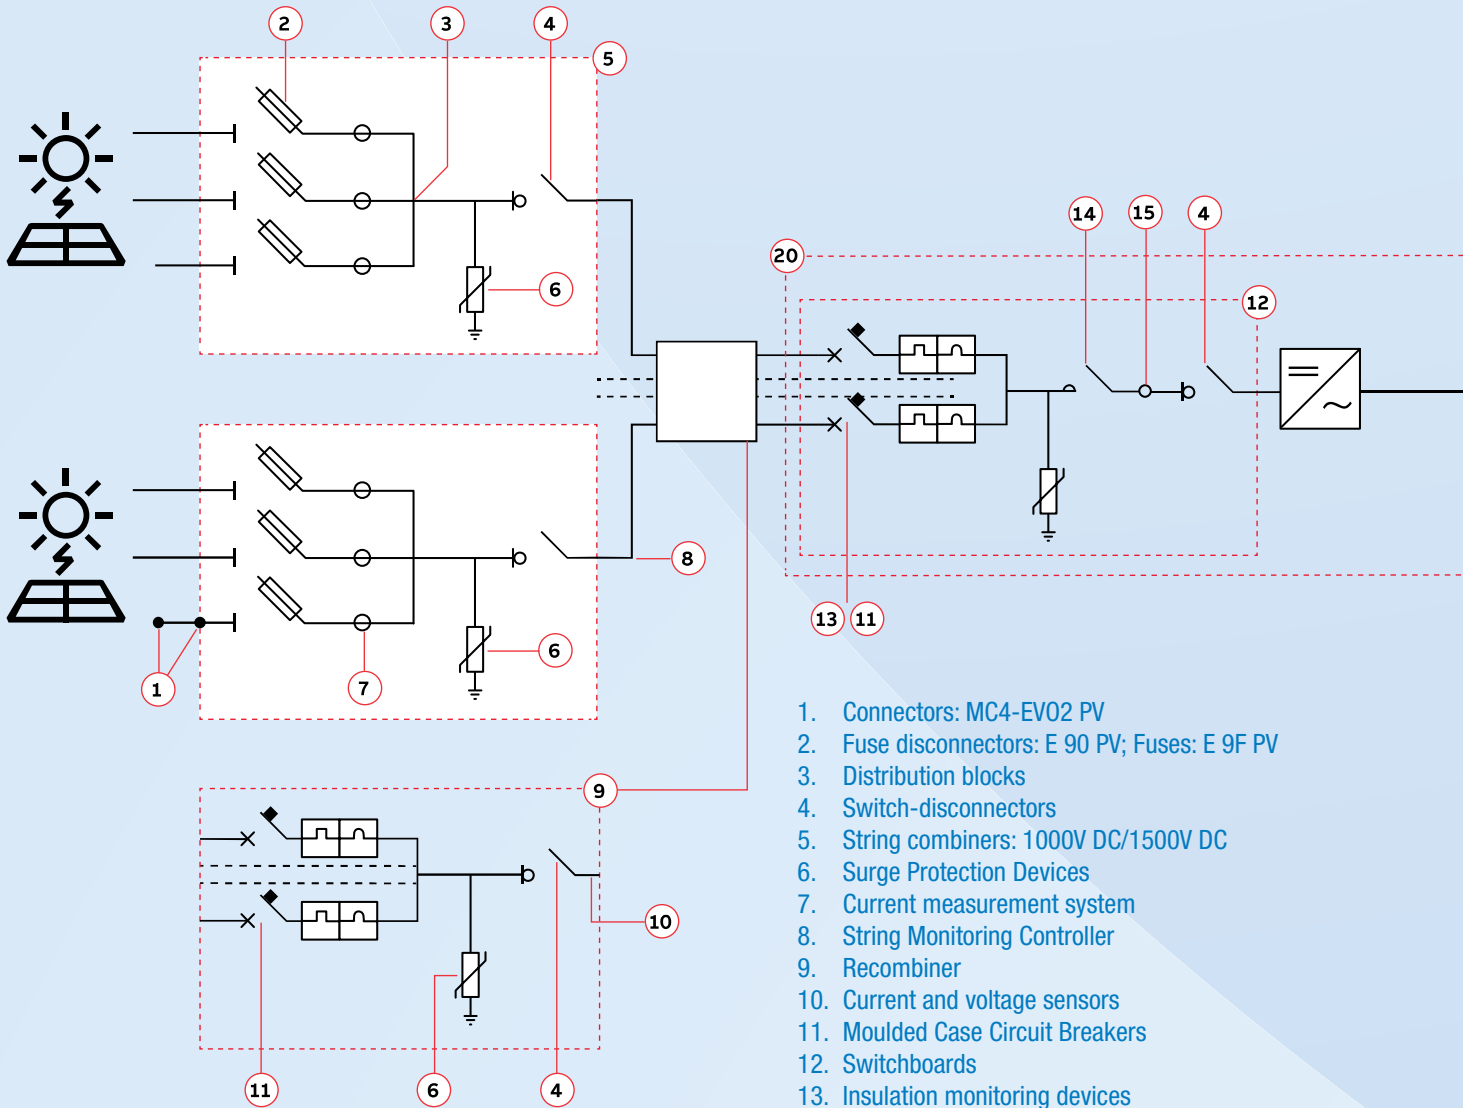 2 3 4
5
14 15 4
20
6
12
8
13 11
6
1 7
9
10
11 6 4
1. Connectors: MC4-EVO2 PV
2. Fuse disconnectors: E 90 PV; Fuses: E 9F PV
3. Distribution blocks
4. Switch-disconnectors
5. String combiners: 1000V DC/1500V DC
6. Surge Protection Devices
7. Current measurement system
8. String Monitoring Controller
9. Recombiner
10. Current and voltage sensors
11. Moulded Case Circuit Breakers
12. Switchboards
13. Insulation monitoring devices